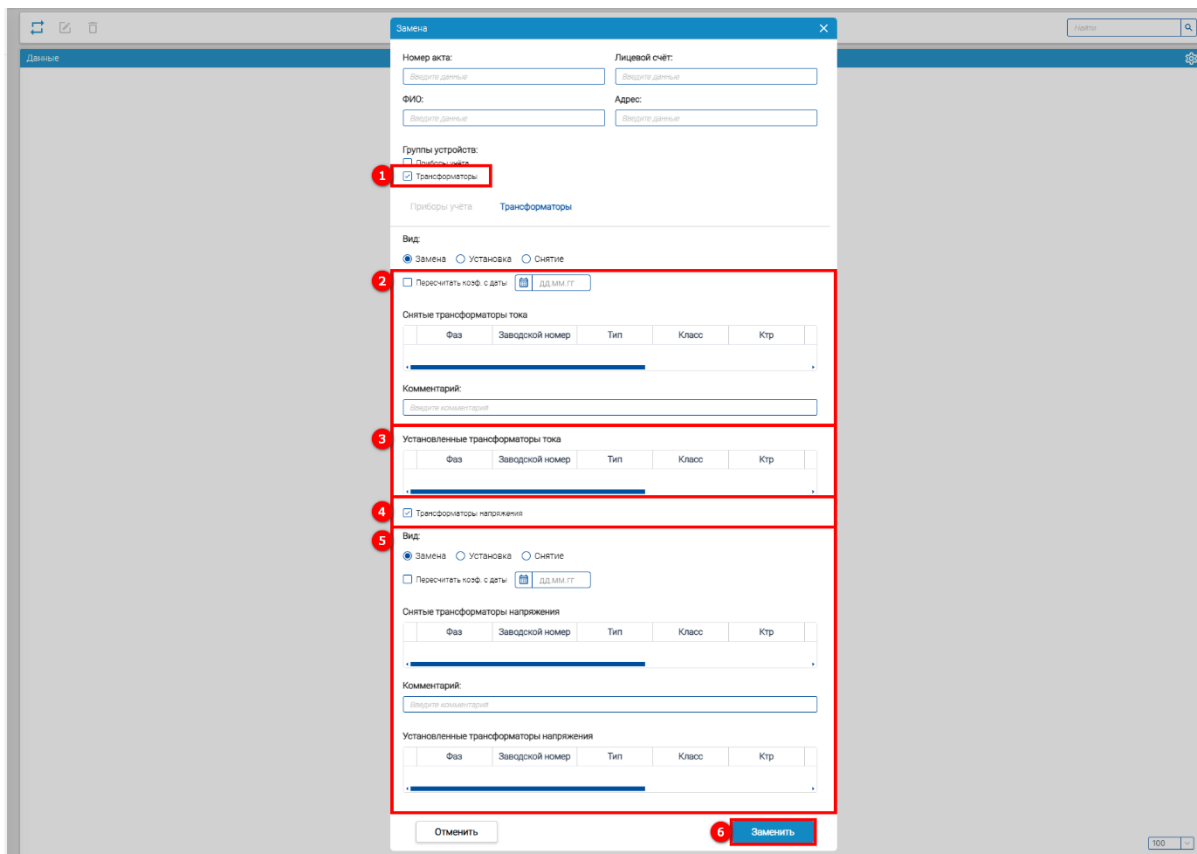 Замена
Найти
Данные
Номер акта: Лицевой счёт:
Введите данные Введите данные
ФИО: Адрес:
Введите данные Введите данные
Группы устройств:
Приборы учёта
1 Трансформаторы
Приборы учёта Трансформаторы
Вид:
Замена Установка Снятие
2 Пересчитать коэф. с даты дд.мм.гг
Снятые трансформаторы тока
Фаз Заводской номер Тип Класс Ктр
Комментарий:
Введите комментарий
3 Установленные трансформаторы тока
Фаз Заводской номер Тип Класс Ктр
4 Трансформаторы напряжения
5 Вид:
Замена Установка Снятие
Пересчитать коэф. с даты дд.мм.гг
Снятые трансформаторы напряжения
Фаз Заводской номер Тип Класс Ктр
Комментарий:
Введите комментарий
Установленные трансформаторы напряжения
Фаз Заводской номер Тип Класс Ктр
Отменить 6 Заменить
100